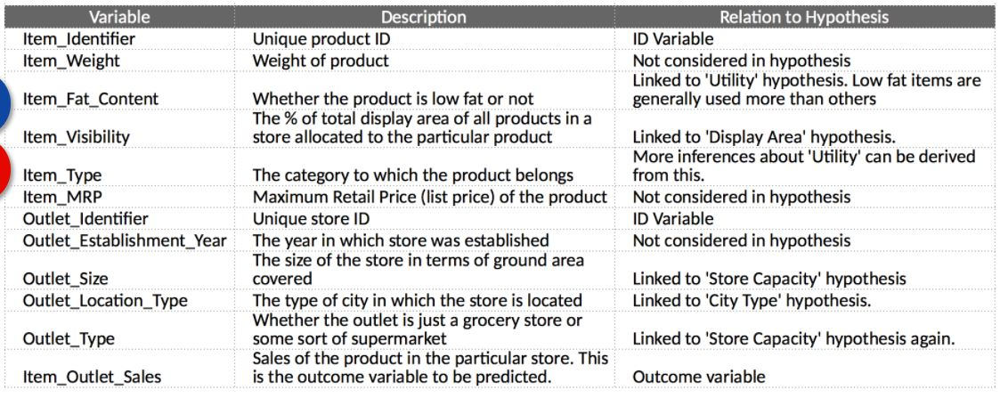 Variable Description Relation to Hypothesis
Item_Identifier Unique product ID ID Variable
Item_Weight Weight of product Not considered in hypothesis
Item_Fat_Content Whether the product is low fat or not Linked to 'Utility' hypothesis. Low fat items are
generally used more than others
Item_Visibility The % of total display area of all products in a
store allocated to the particular product Linked to 'Display Area' hypothesis.
Item_Type The category to which the product belongs More inferences about 'Utility' can be derived
from this.
Item_MRP Maximum Retail Price (list price) of the product Not considered in hypothesis
Outlet_Identifier Unique store ID ID Variable
Outlet_Establishment_Year The year in which store was established Not considered in hypothesis
Outlet_Size The size of the store in terms of ground area
covered Linked to 'Store Capacity' hypothesis
Outlet_Location_Type The type of city in which the store is located Linked to 'City Type' hypothesis.
Outlet_Type Whether the outlet is just a grocery store or
some sort of supermarket Linked to 'Store Capacity' hypothesis again.
Item_Outlet_Sales Sales of the product in the particular store. This
is the outcome variable to be predicted. Outcome variable